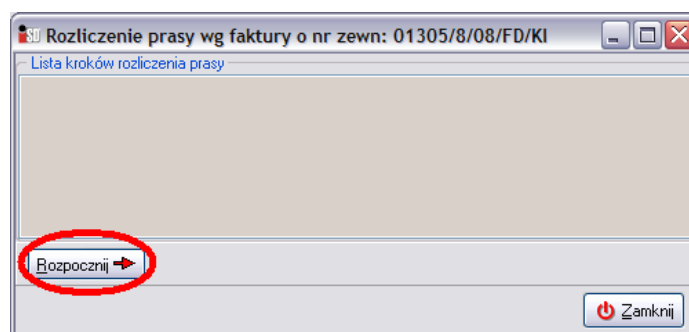 Rozliczenie prasy wg faktury o nr zewn: 01305/8/08/FD/KI
Lista kroków rozliczenia prasy
Rozpocznij
Zamknij